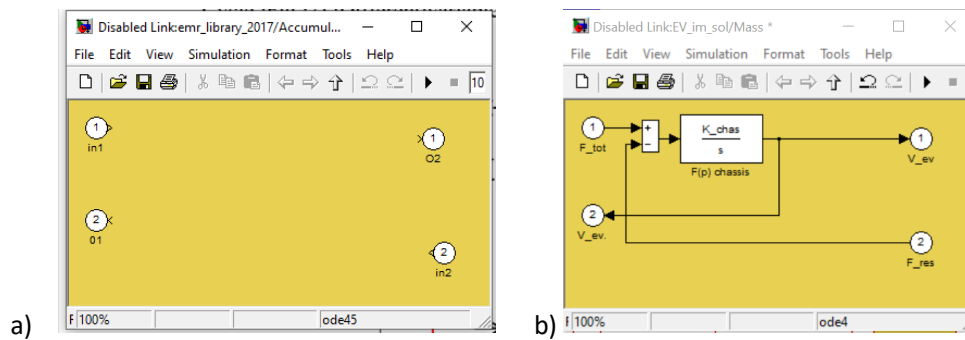 Disabled Link:emr_library_2017/Accumul...
File Edit View Simulation Format Tools Help
10
1
in1
1
O2
2
01
2
in2
100%
ode45
a)
Disabled Link:EV_im_sol/Mass *
File Edit View Simulation Format Tools Help
1
F_tot
+
−
K_chas
s
F(p) chassis
1
V_ev
2
V_ev.
2
F_res
100%
ode4
b)